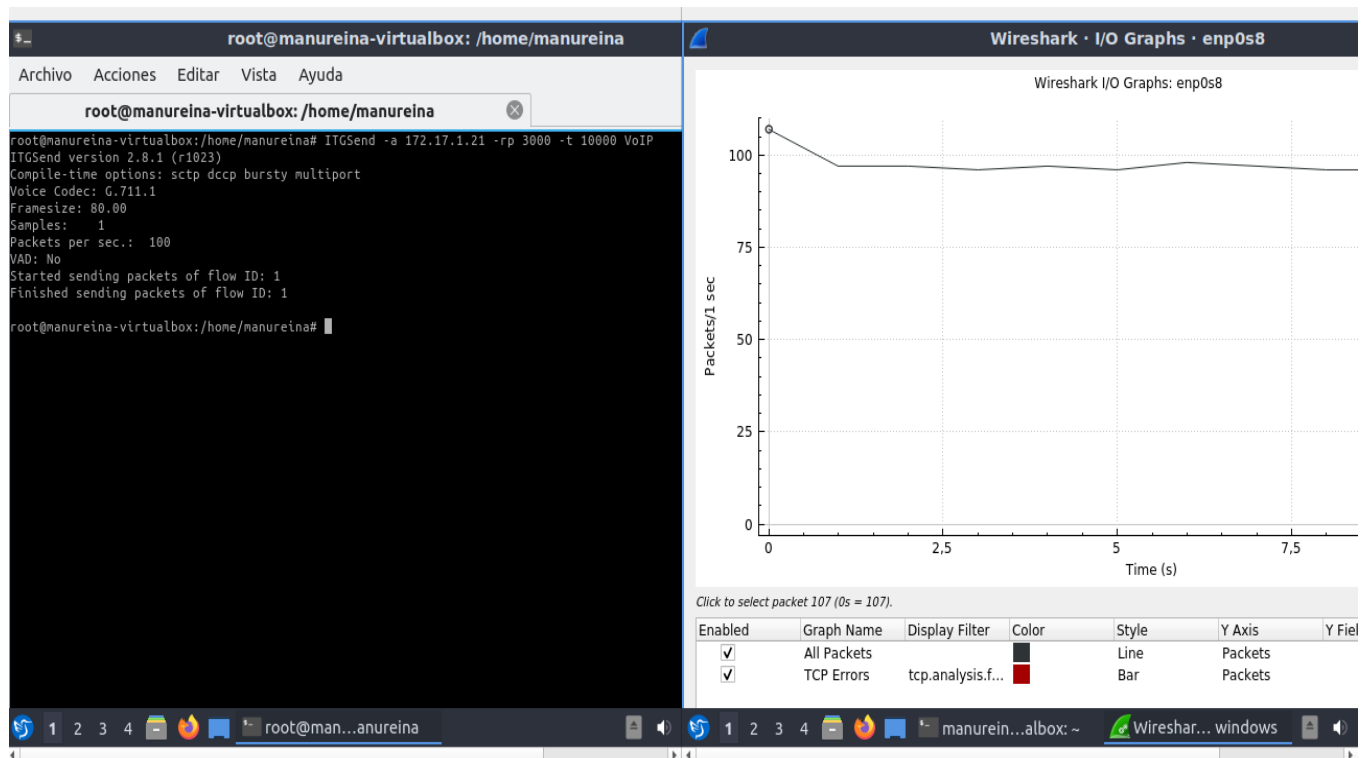 root@manureina-virtualbox: /home/manureina
Archivo Acciones Editar Vista Ayuda
root@manureina-virtualbox: /home/manureina
root@manureina-virtualbox:/home/manureina# ITGSend -a 172.17.1.21 -rp 3000 -t 10000 VoIP
ITGSend version 2.8.1 (r1023)
Compile-time options: sctp dccp bursty multiport
Voice Codec: G.711.1
Framesize: 80.00
Samples: 1
Packets per sec.: 100
VAD: No
Started sending packets of flow ID: 1
Finished sending packets of flow ID: 1
root@manureina-virtualbox:/home/manureina#
1 2 3 4 root@man...anureina
Wireshark · I/O Graphs · enp0s8
Wireshark I/O Graphs: enp0s8
Packets/1 sec
100
75
50
25
0
0 2,5 5 7,5
Time (s)
Click to select packet 107 (0s = 107).
Enabled Graph Name Display Filter Color Style Y Axis Y Fiel
All Packets Line Packets
TCP Errors tcp.analysis.f... Bar Packets
1 2 3 4 manurein...albox: ~ Wireshar... windows